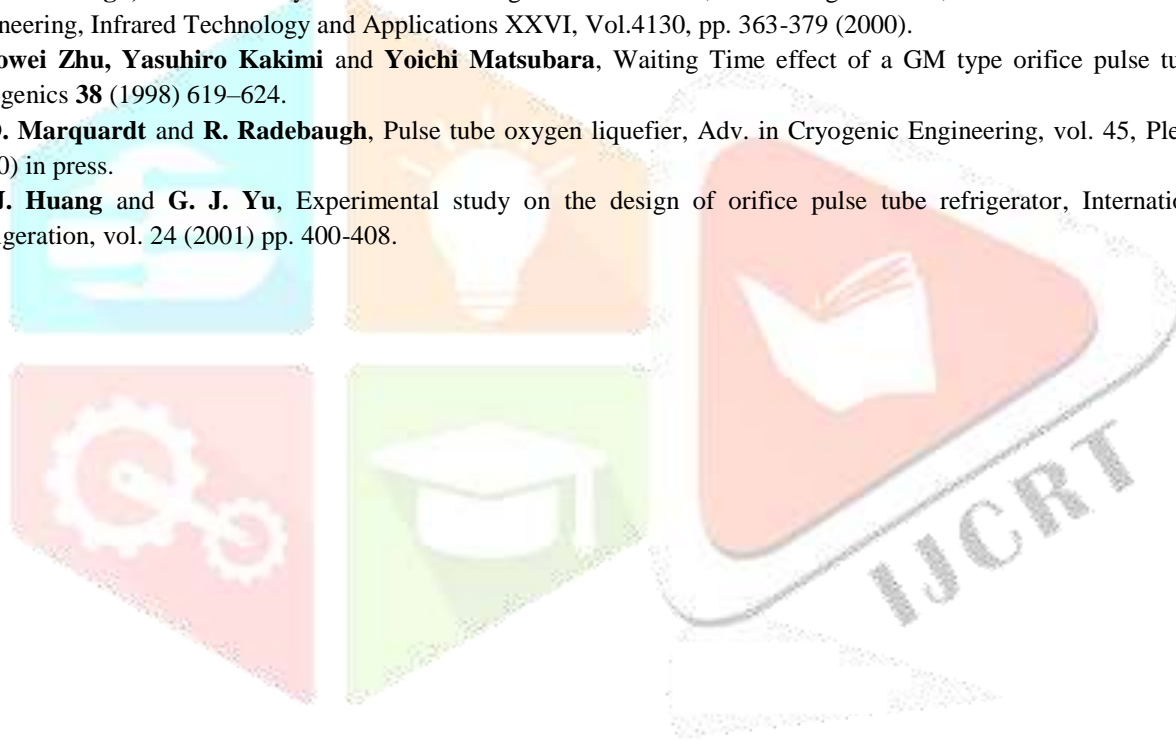 neering, Infrared Technology and Applications XXVI, Vol.4130, pp. 363-379 (2000).
owei Zhu, Yasuhiro Kakimi and Yoichi Matsubara, Waiting Time effect of a GM type orifice pulse tu
genics 38 (1998) 619–624.
. Marquardt and R. Radebaugh, Pulse tube oxygen liquefier, Adv. in Cryogenic Engineering, vol. 45, Ple
0) in press.
J. Huang and G. J. Yu, Experimental study on the design of orifice pulse tube refrigerator, Internatio
igeration, vol. 24 (2001) pp. 400-408.
IJCRT